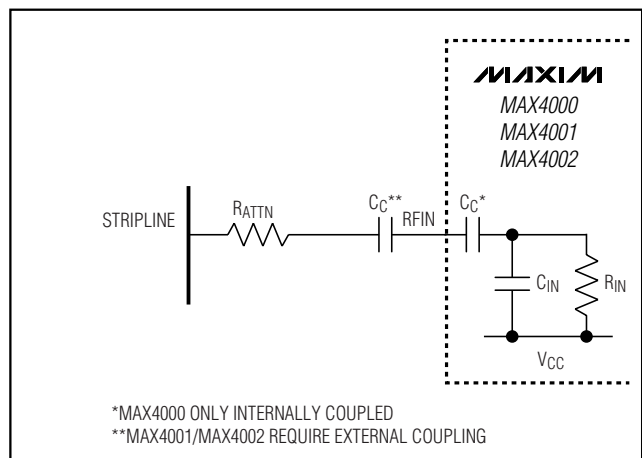 MAXIM
MAX4000
MAX4001
MAX4002
STRIPLINE
RATTN
CC**
RFIN
CC*
CIN
RIN
VCC
*MAX4000 ONLY INTERNALLY COUPLED
**MAX4001/MAX4002 REQUIRE EXTERNAL COUPLING